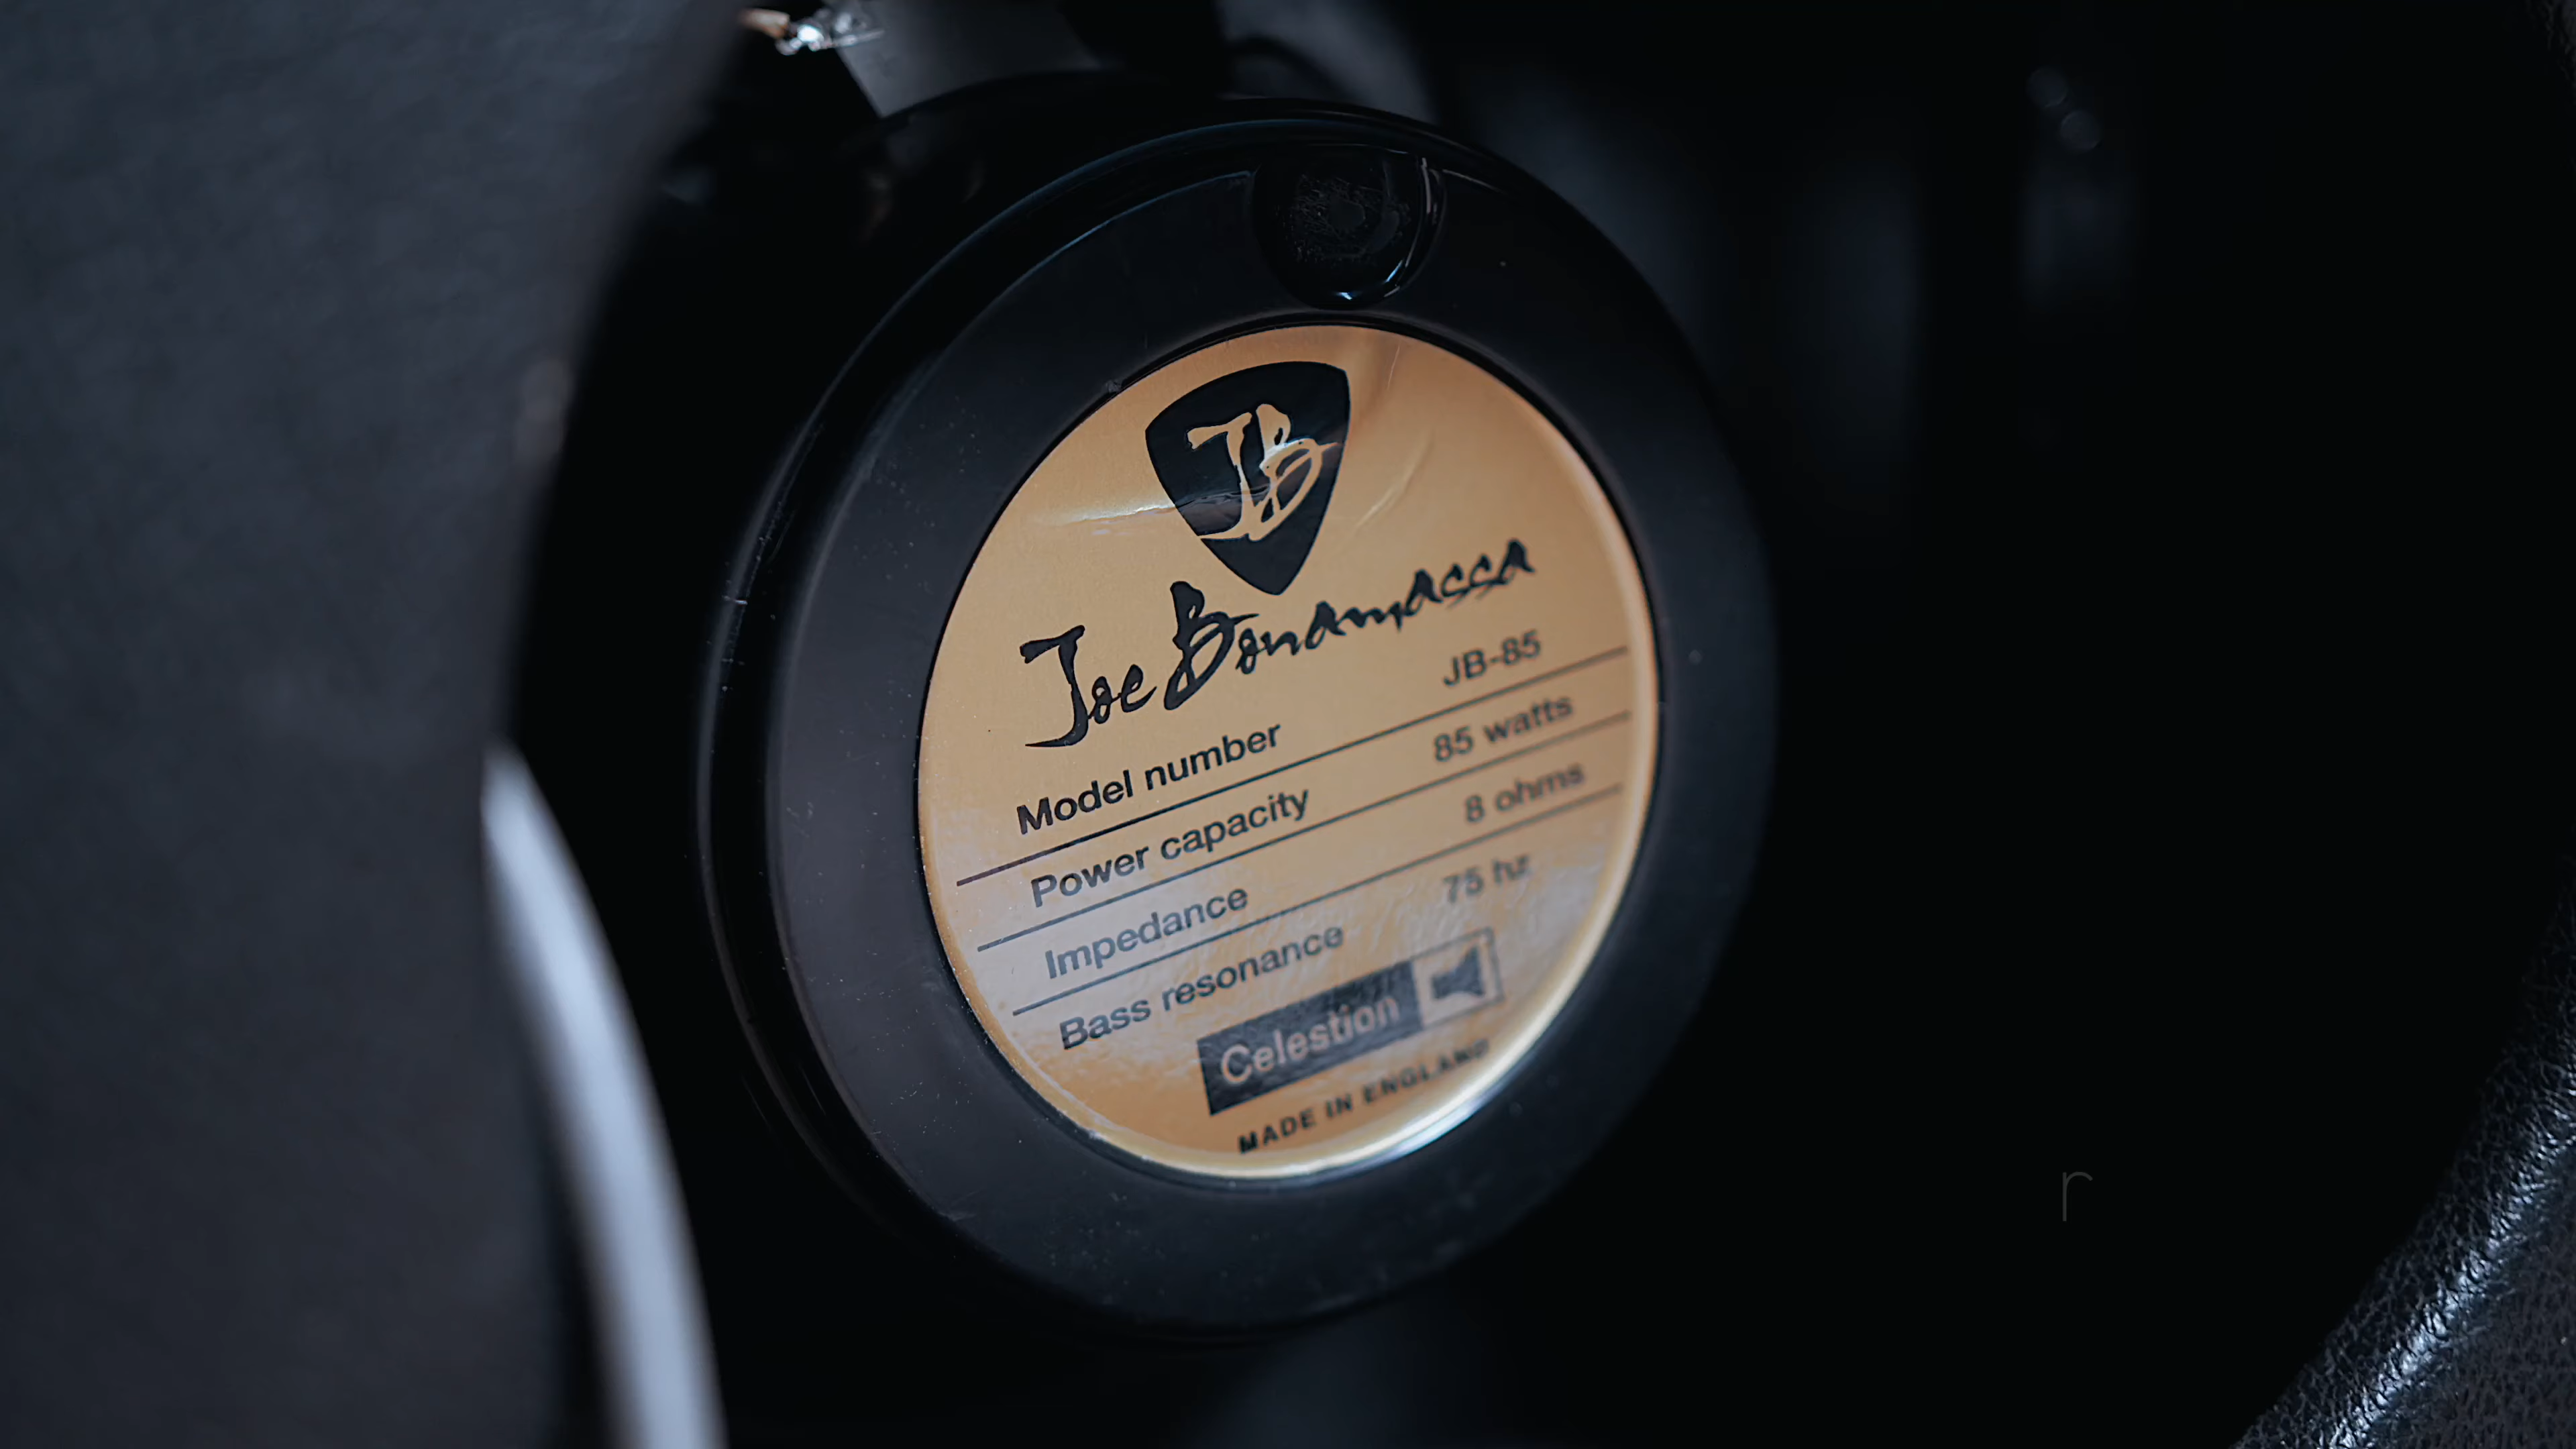 JB
Joe Bonamassa
Model number JB-85
Power capacity 85 watts
Impedance 8 ohms
Bass resonance 75 hz
Celestion
MADE IN ENGLAND
r